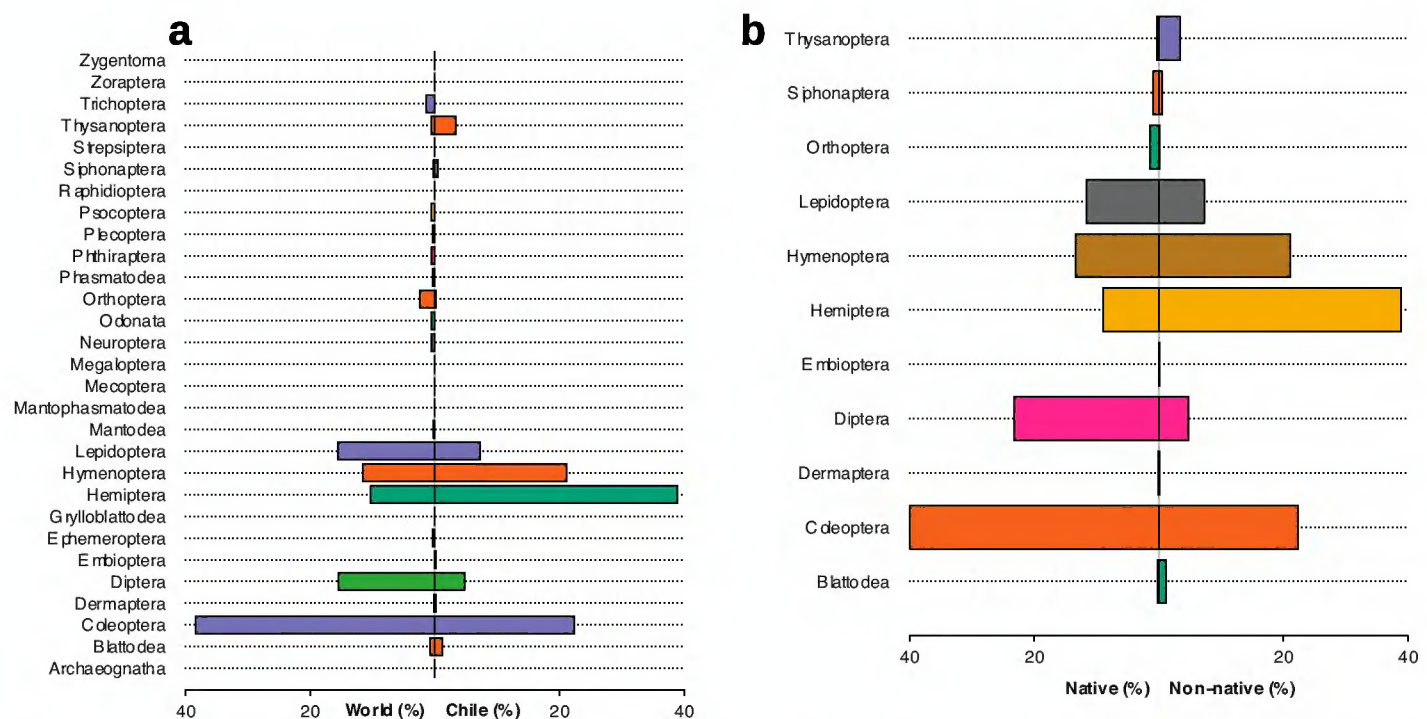 a
Zygentoma
Zoraptera
Trichoptera
Thysanoptera
Strepsiptera
Siphonaptera
Raphidioptera
Psocoptera
Plecoptera
Phthiraptera
Phasmatodea
Orthoptera
Odonata
Neuroptera
Megaloptera
Mecoptera
Mantophasmatodea
Mantodea
Lepidoptera
Hymenoptera
Hemiptera
Grylloblattodea
Ephemeroptera
Embioptera
Diptera
Dermaptera
Coleoptera
Blattodea
Archaeognatha
40 20 World (%) Chile (%) 20 40
b
Thysanoptera
Siphonaptera
Orthoptera
Lepidoptera
Hymenoptera
Hemiptera
Embioptera
Diptera
Dermaptera
Coleoptera
Blattodea
40 20 20 40
Native (%) Non-native (%)